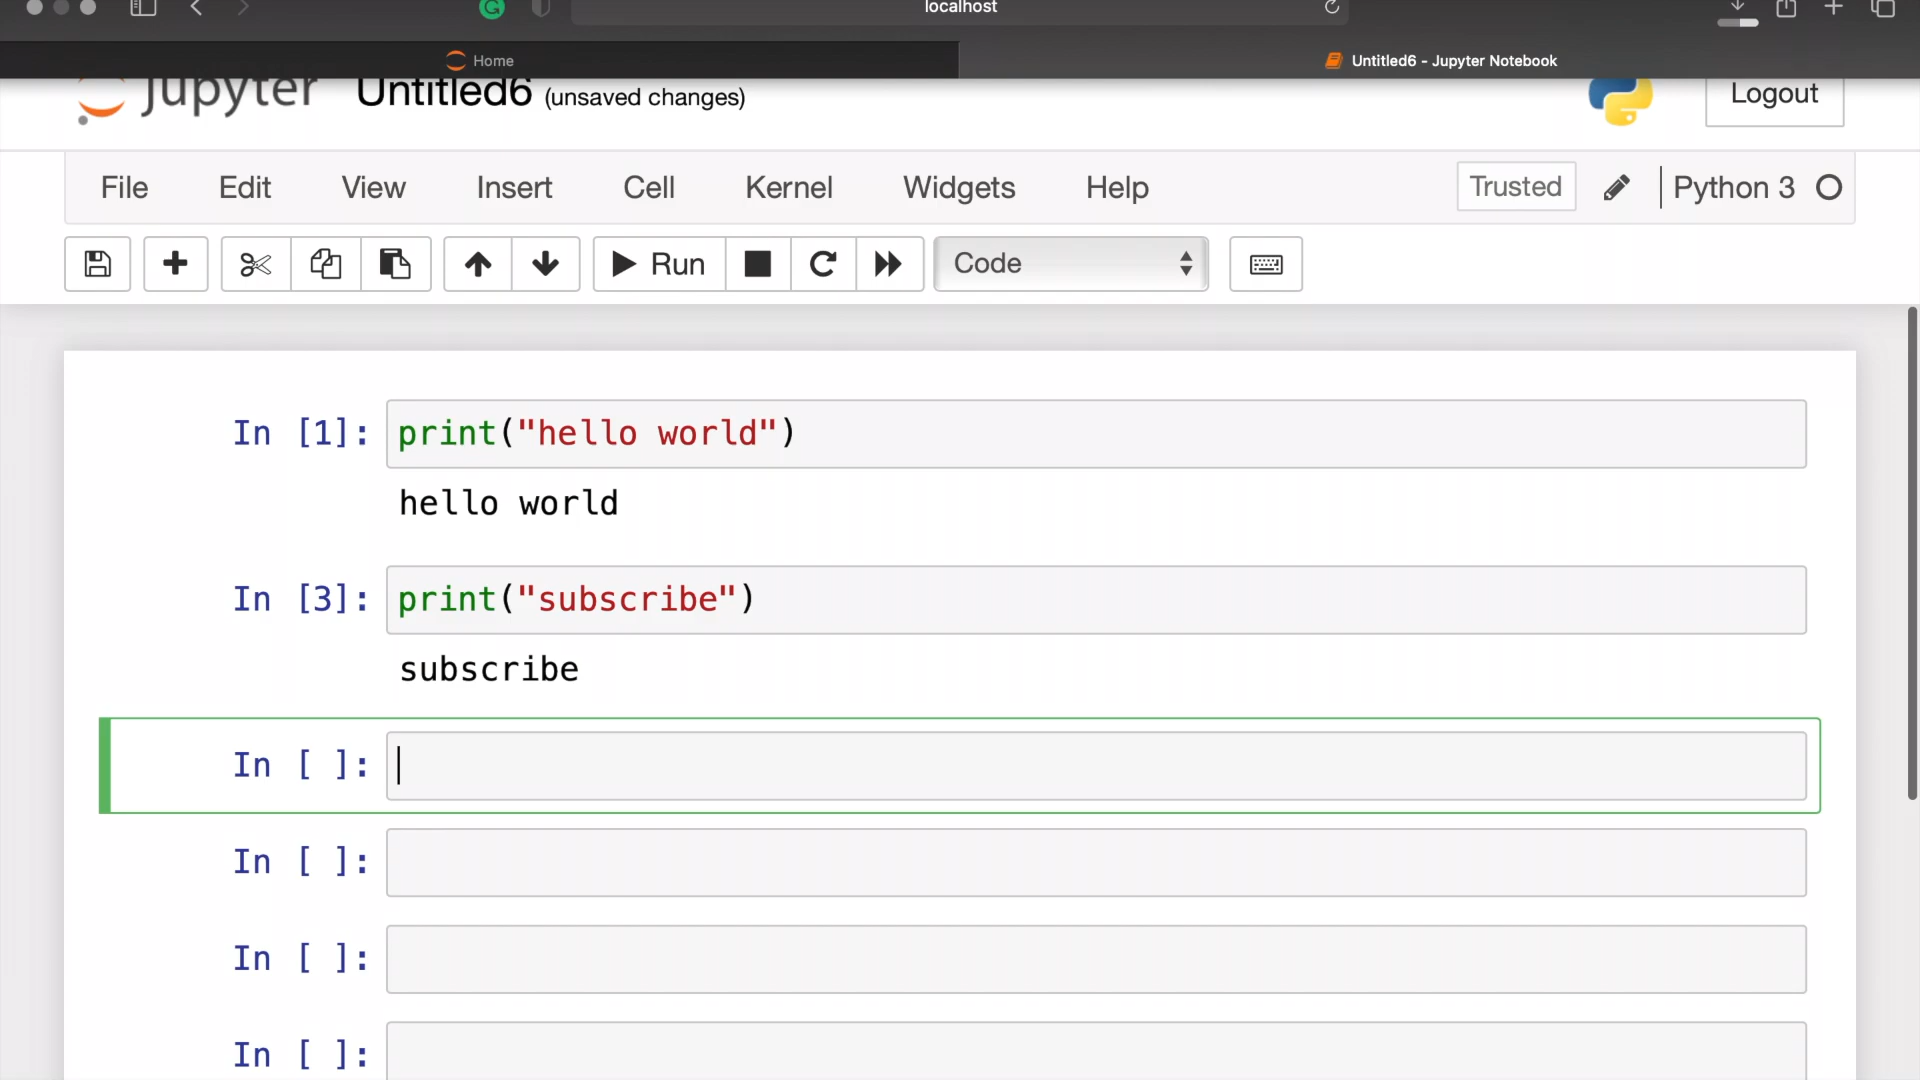 localhost
Home
Untitled6 - Jupyter Notebook
Jupyter Untitled6 (unsaved changes)
Logout
File Edit View Insert Cell Kernel Widgets Help Trusted Python 3
Run Code
In [1]: print("hello world")
hello world
In [3]: print("subscribe")
subscribe
In [ ]:
In [ ]:
In [ ]:
In [ ]: